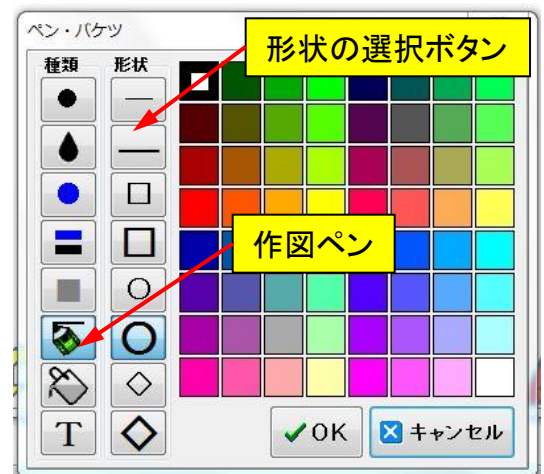 ペン・バケツ
形状の選択ボタン
種類 形状
作図ペン
T
OK キャンセル